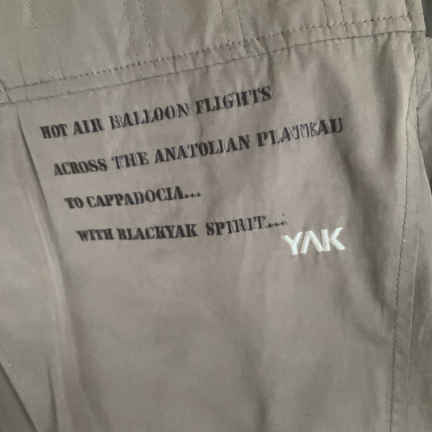 HOT AIR BALLOON FLIGHTS
ACROSS THE ANATOLIAN PLATEAU
TO CAPPADOCIA...
WITH BLACKYAK SPIRIT...
YAK